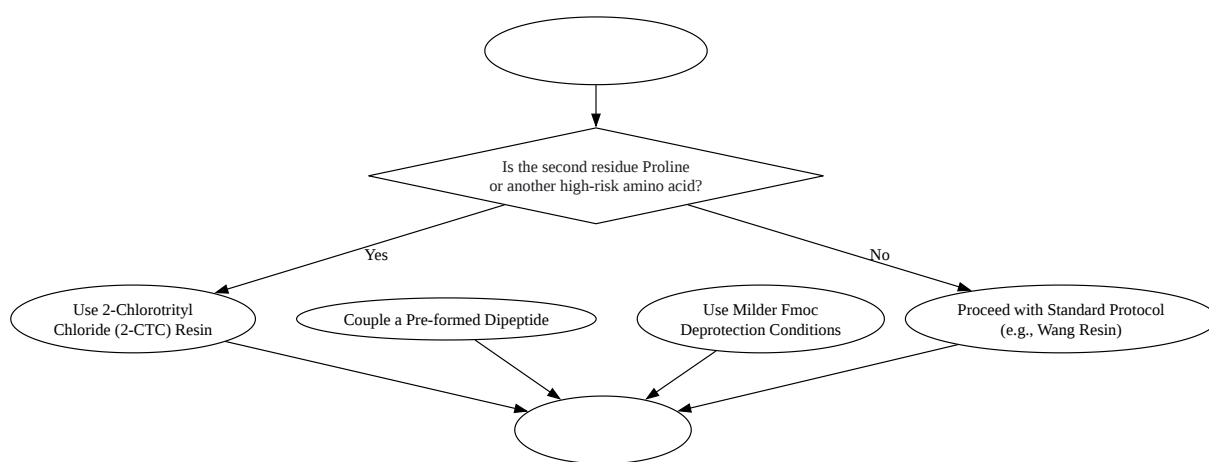 Is the second residue Proline
or another high-risk amino acid?
Yes
No
Use 2-Chlorotrityl
Chloride (2-CTC) Resin
Couple a Pre-formed Dipeptide
Use Milder Fmoc
Deprotection Conditions
Proceed with Standard Protocol
(e.g., Wang Resin)